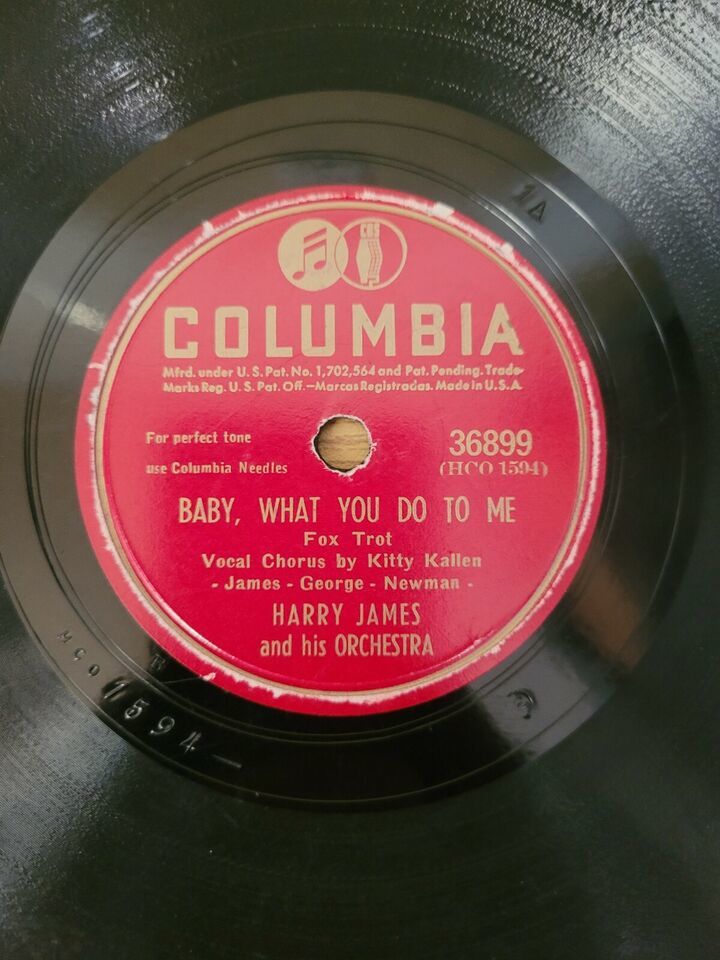 1A
CBS
COLUMBIA
Mfrd. under U.S. Pat. No. 1,702,564 and Pat. Pending. Trade-
Marks Reg. U.S. Pat. Off.—Marcas Registradas. Made in U.S.A.
For perfect tone
use Columbia Needles
36899
(HCO 1594)
BABY, WHAT YOU DO TO ME
Fox Trot
Vocal Chorus by Kitty Kallen
- James - George - Newman -
HARRY JAMES
and his ORCHESTRA
HCO 1594-